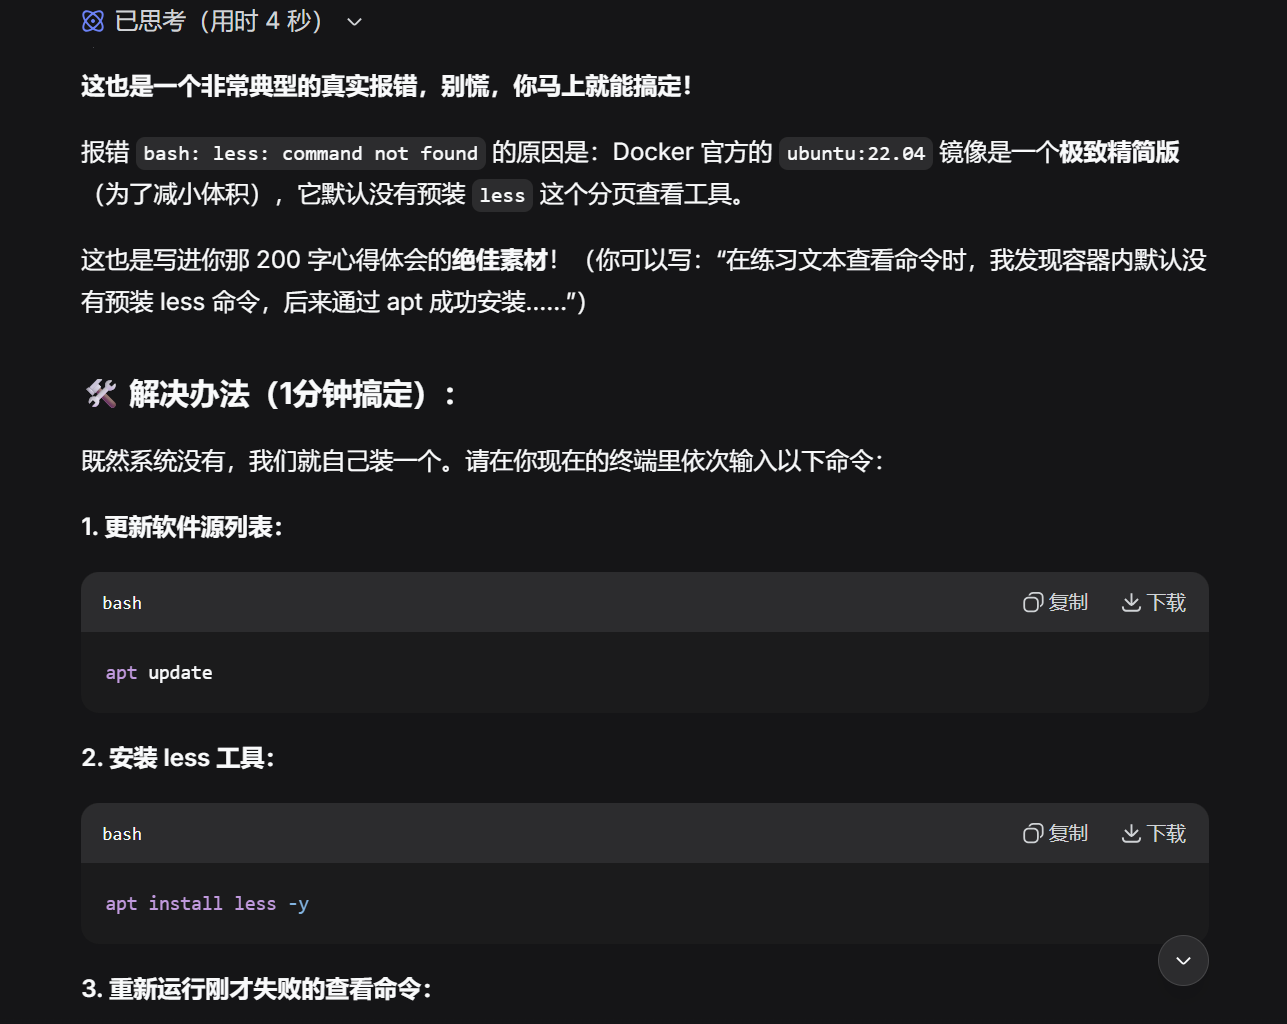 已思考（用时 4 秒）
这也是一个非常典型的真实报错，别慌，你马上就能搞定！
报错 bash: less: command not found 的原因是：Docker 官方的 ubuntu:22.04 镜像是一个极致精简版
（为了减小体积），它默认没有预装 less 这个分页查看工具。
这也是写进你那 200 字心得体会的绝佳素材！（你可以写：“在练习文本查看命令时，我发现容器内默认没
有预装 less 命令，后来通过 apt 成功安装……”）
🛠️ 解决办法（1分钟搞定）：
既然系统没有，我们就自己装一个。请在你现在的终端里依次输入以下命令：
1. 更新软件源列表：
bash 复制 下载
apt update
2. 安装 less 工具：
bash 复制 下载
apt install less -y
3. 重新运行刚才失败的查看命令：